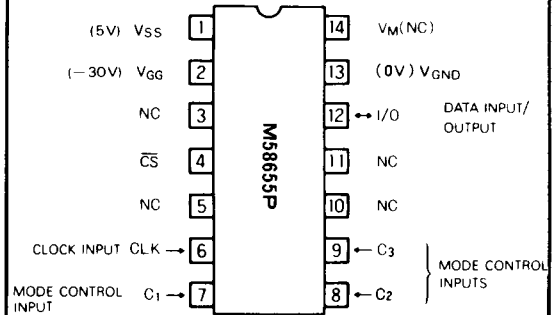 (5V) VSS 1 14 VM(NC)
(−30V) VGG 2 13 (0V) VGND
NC 3 12 ↔ I/O DATA INPUT/
OUTPUT
M58655P
C̅S̅ 4 11 NC
NC 5 10 NC
CLOCK INPUT CLK → 6 9 ← C3
MODE CONTROL
INPUTS
MODE CONTROL
INPUT C1 → 7 8 ← C2